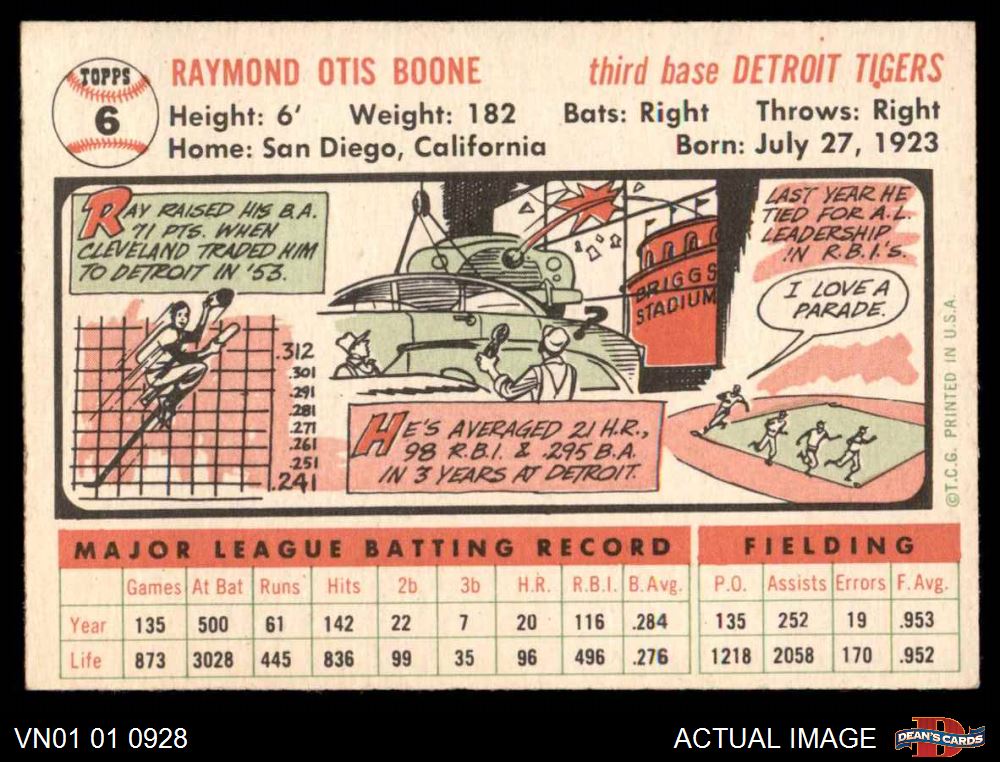 TOPPS
6
RAYMOND OTIS BOONE
third base DETROIT TIGERS
Height: 6' Weight: 182 Bats: Right Throws: Right
Home: San Diego, California Born: July 27, 1923
RAY RAISED HIS B.A.
71 PTS. WHEN
CLEVELAND TRADED HIM
TO DETROIT IN '53.
.312
.301
.291
.281
.271
.261
.251
.241
BRIGGS
STADIUM
?
HE'S AVERAGED 21 H.R.,
98 R.B.I. & .295 B.A.
IN 3 YEARS AT DETROIT.
LAST YEAR HE
TIED FOR A.L.
LEADERSHIP
IN R.B.I.'S.
I LOVE A
PARADE.
©T.C.G. PRINTED IN U.S.A.
MAJOR LEAGUE BATTING RECORD FIELDING
Games At Bat Runs Hits 2b 3b H.R. R.B.I. B.Avg. P.O. Assists Errors F. Avg.
Year 135 500 61 142 22 7 20 116 .284 135 252 19 .953
Life 873 3028 445 836 99 35 96 496 .276 1218 2058 170 .952
VN01 01 0928
ACTUAL IMAGE
DEAN'S CARDS